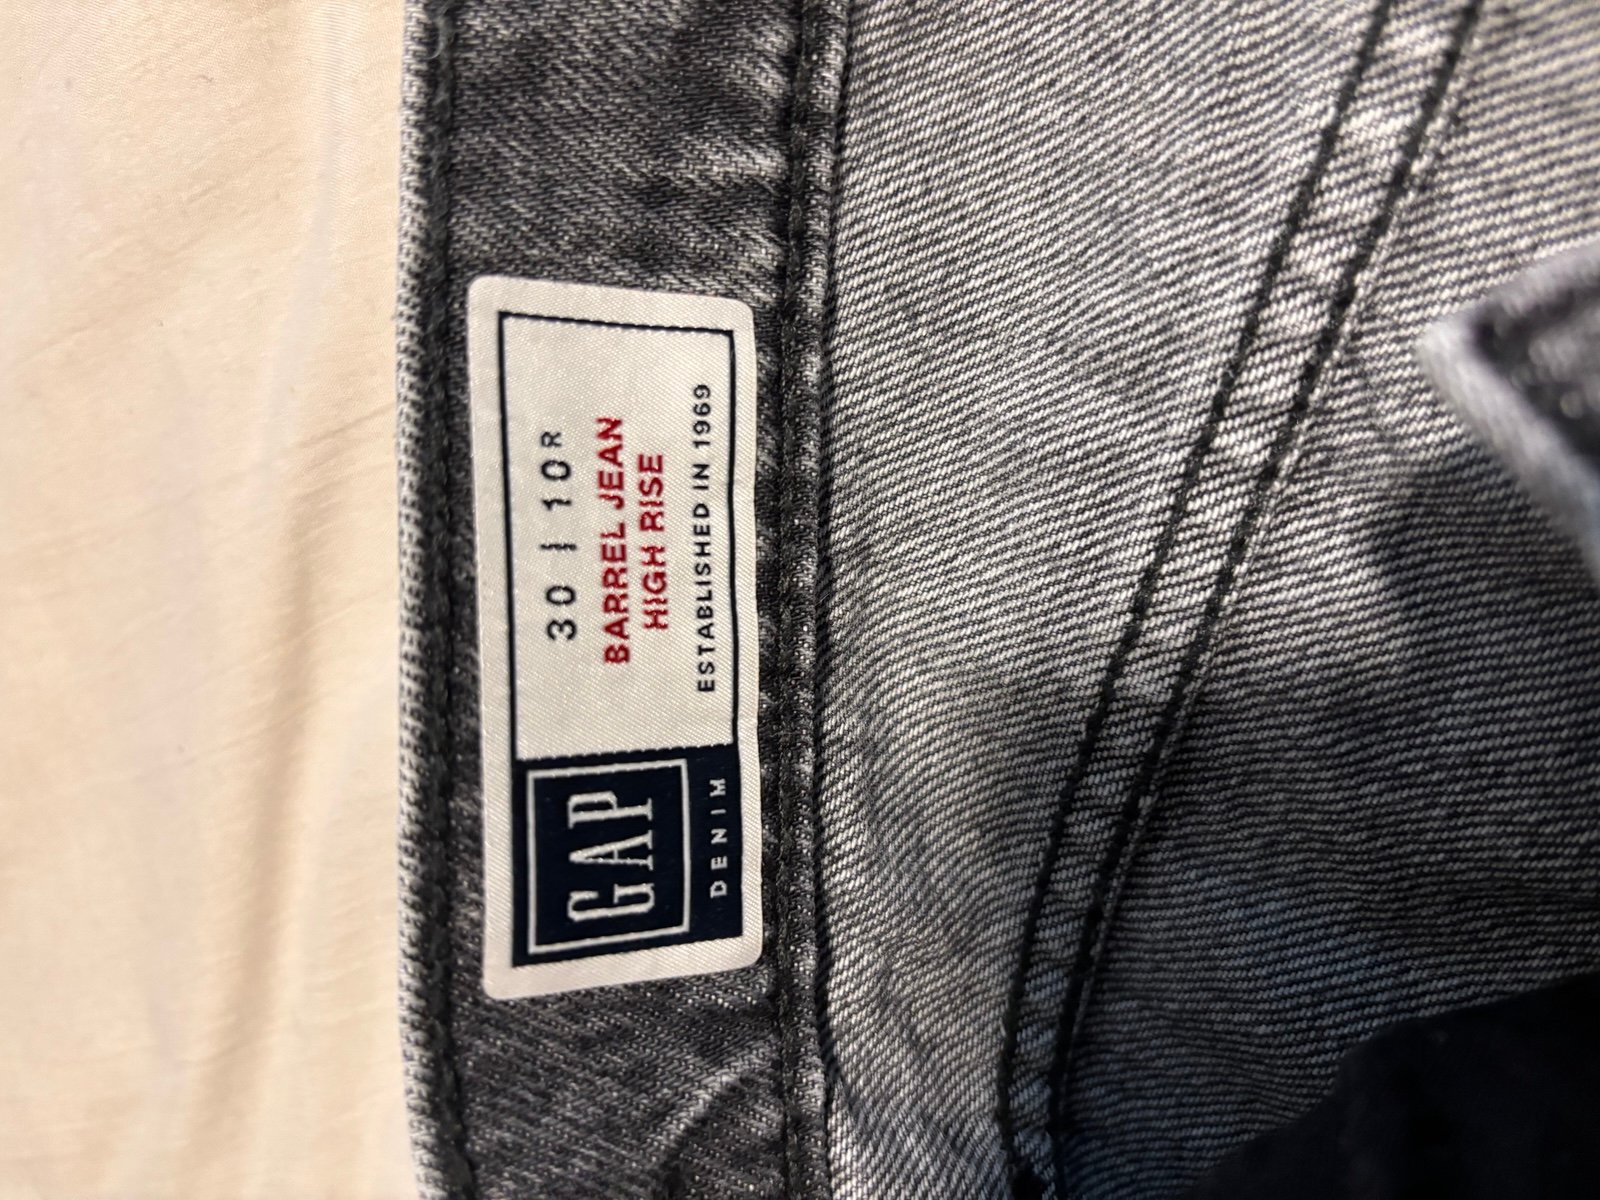 GAP
DENIM
30 | 10R
BARREL JEAN
HIGH RISE
ESTABLISHED IN 1969